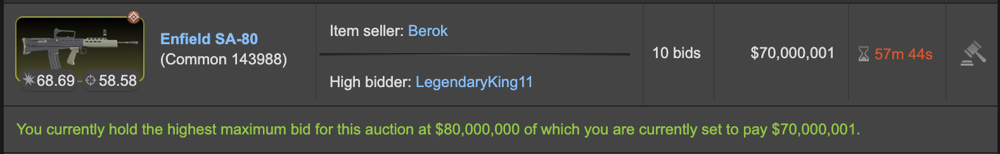 Enfield SA-80
(Common 143988)
68.69
58.58
Item seller: Berok
High bidder: LegendaryKing11
10 bids
$70,000,001
57m 44s
You currently hold the highest maximum bid for this auction at $80,000,000 of which you are currently set to pay $70,000,001.